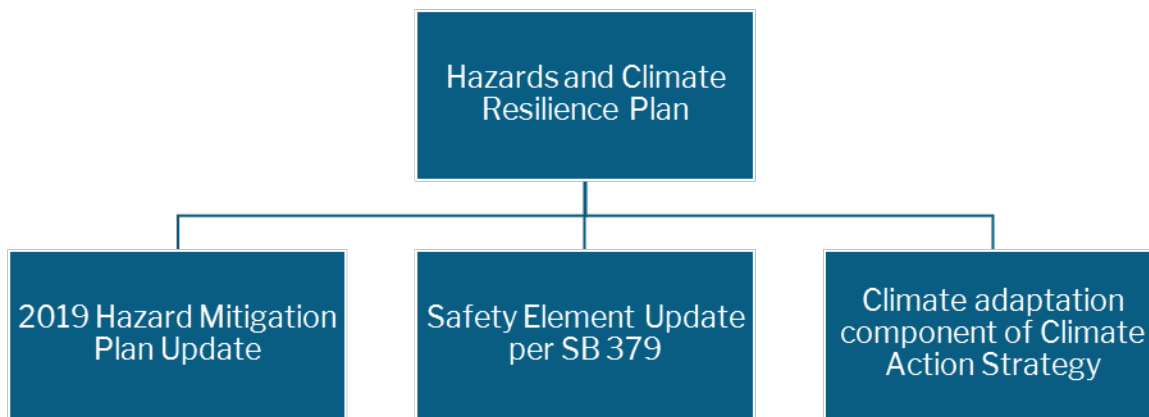 Hazards and Climate
Resilience Plan
2019 Hazard Mitigation
Plan Update
Safety Element Update
per SB 379
Climate adaptation
component of Climate
Action Strategy